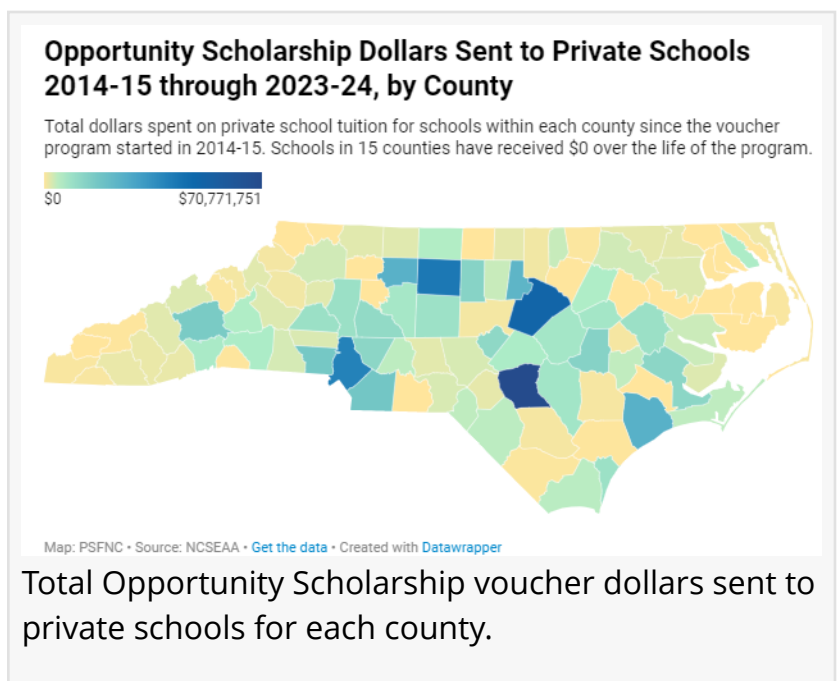 Opportunity Scholarship Dollars Sent to Private Schools
2014-15 through 2023-24, by County
Total dollars spent on private school tuition for schools within each county since the voucher
program started in 2014-15. Schools in 15 counties have received $0 over the life of the program.
$0 $70,771,751
Map: PSFNC • Source: NCSEAA • Get the data • Created with Datawrapper
Total Opportunity Scholarship voucher dollars sent to
private schools for each county.